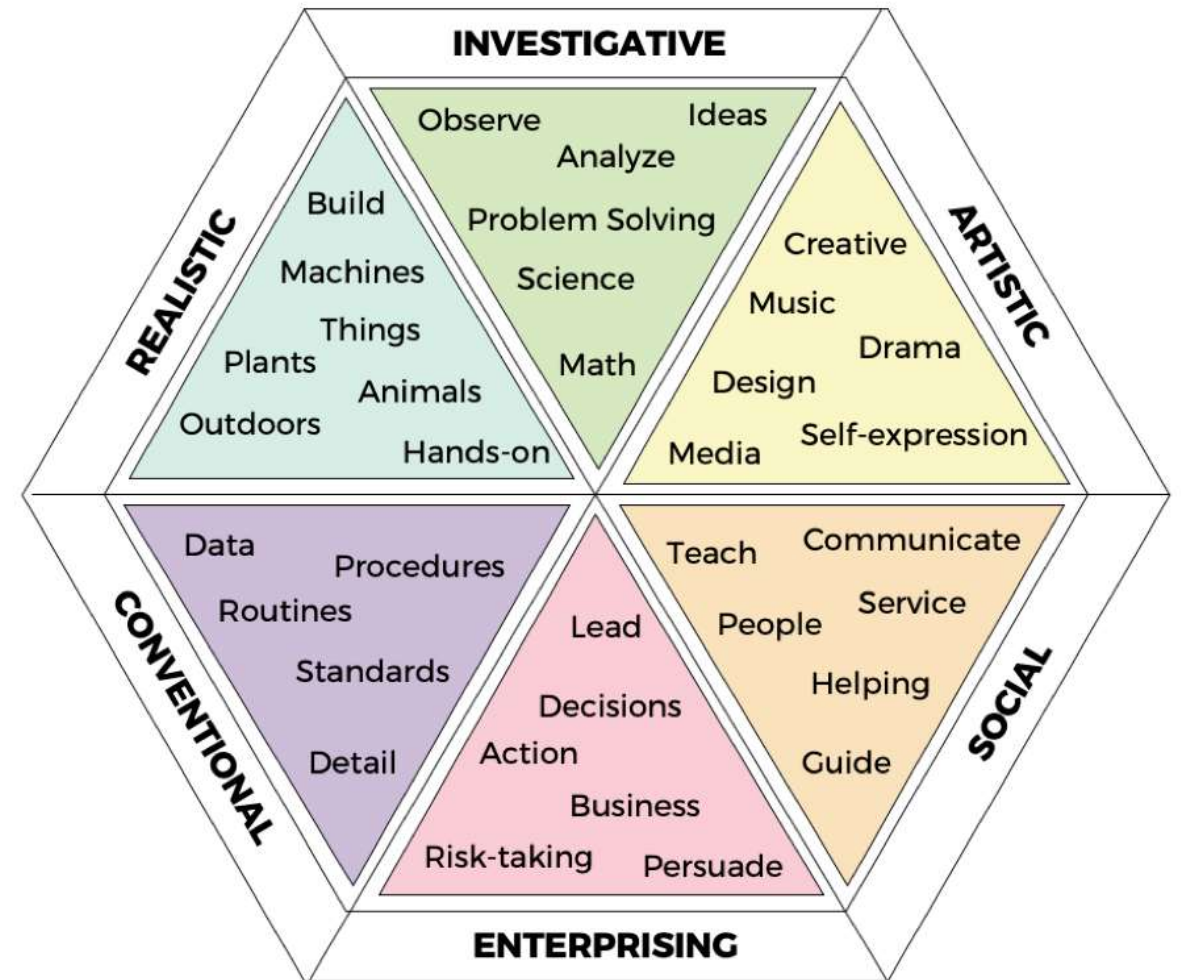 INVESTIGATIVE
Observe
Ideas
Analyze
Problem Solving
Science
Math
REALISTIC
Build
Machines
Things
Plants
Animals
Outdoors
Hands-on
ARTISTIC
Creative
Music
Drama
Design
Self-expression
Media
CONVENTIONAL
Data
Procedures
Routines
Standards
Detail
ENTERPRISING
Lead
Decisions
Action
Business
Risk-taking
Persuade
SOCIAL
Teach
Communicate
Service
People
Helping
Guide